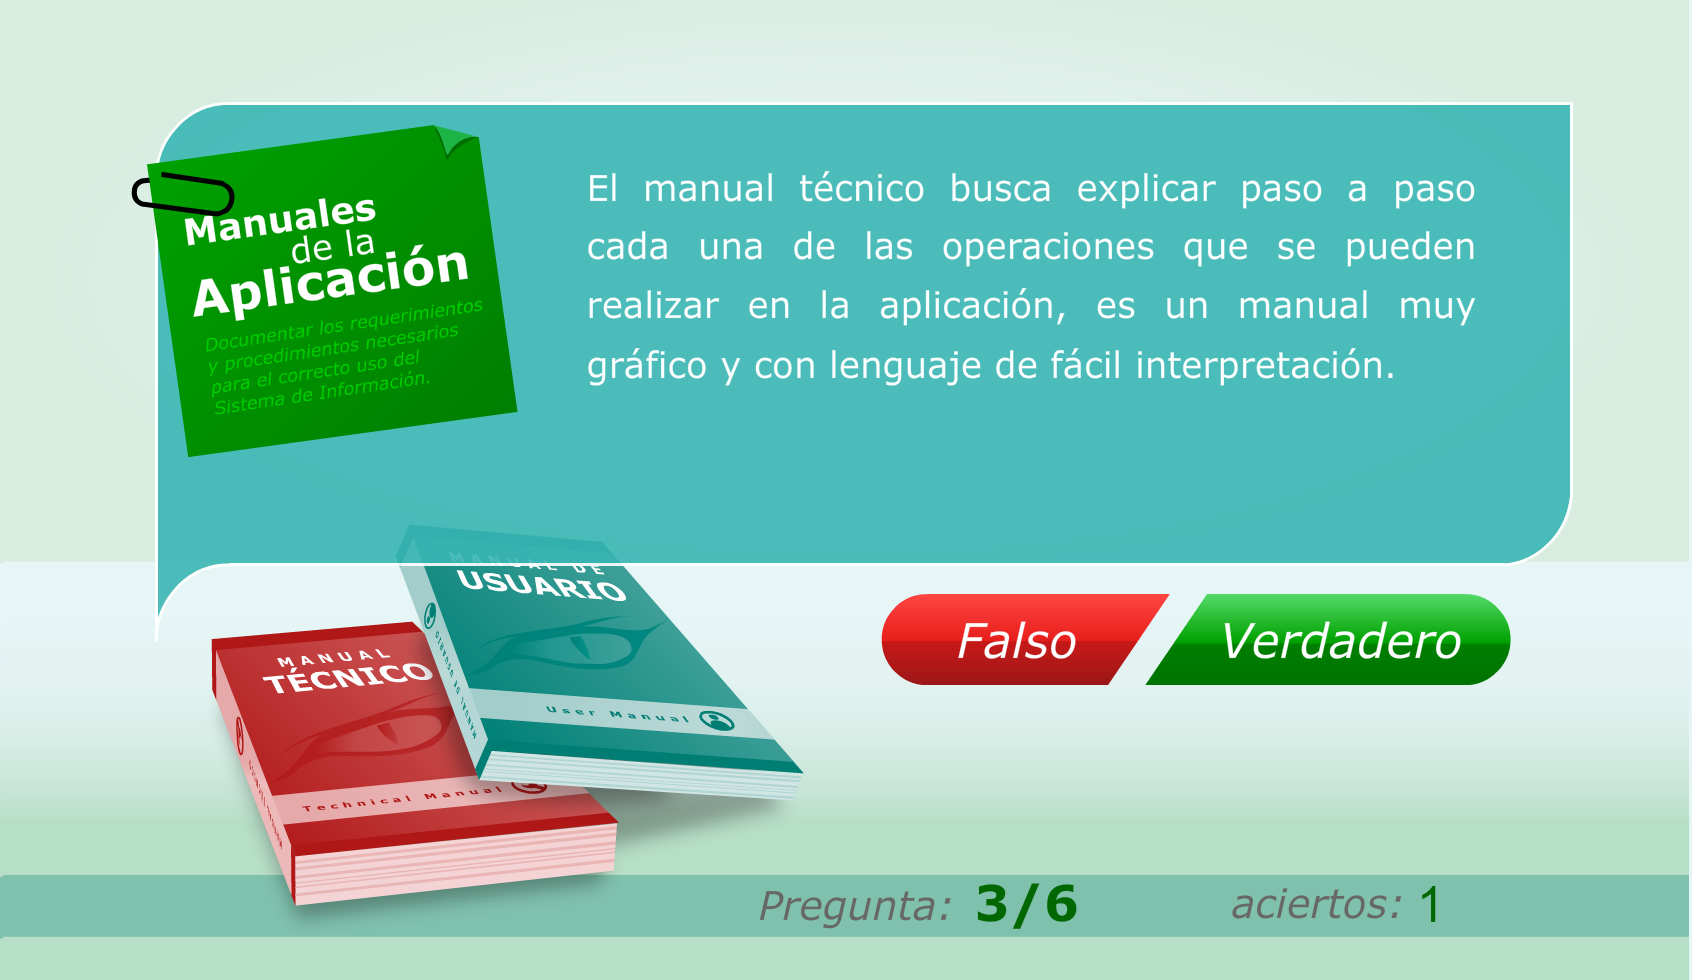 Manuales
de la
Aplicación
Documentar los requerimientos
y procedimientos necesarios
para el correcto uso del
Sistema de Información.
El manual técnico busca explicar paso a paso
cada una de las operaciones que se pueden
realizar en la aplicación, es un manual muy
gráfico y con lenguaje de fácil interpretación.
MANUAL DE
USUARIO
MANUAL DE USUARIO
User Manual
MANUAL
TÉCNICO
Technical Manual
Falso
Verdadero
Pregunta: 3/6
aciertos: 1